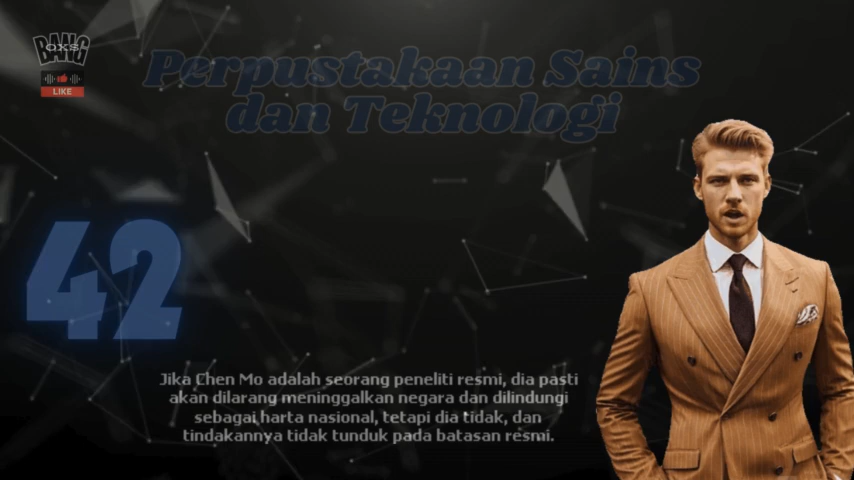 BANG
OXS
LIKE
Perpustakaan Sains
dan Teknologi
42
Jika Chen Mo adalah seorang peneliti resmi, dia pasti
akan dilarang meninggalkan negara dan dilindungi
sebagai harta nasional, tetapi dia tidak, dan
tindakannya tidak tunduk pada batasan resmi.